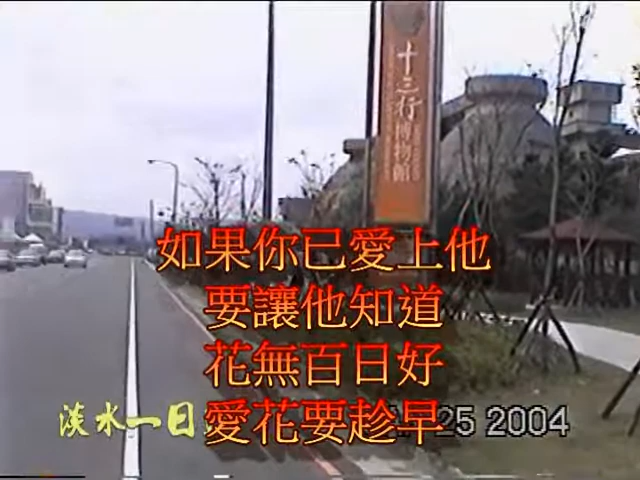 十三行博物館
如果你已愛上他
要讓他知道
花無百日好
愛花要趁早
淡水一日
25 2004